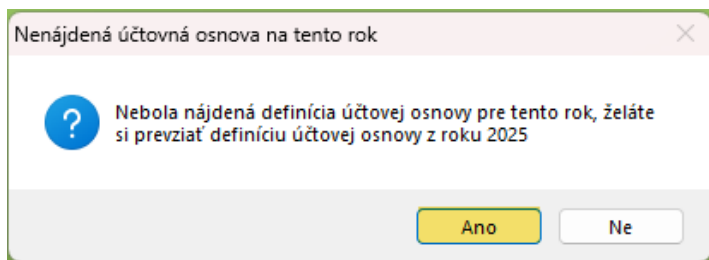 Nenájdená účtovná osnova na tento rok
Nebola nájdená definícia účtovej osnovy pre tento rok, želáte
si prevziať definíciu účtovej osnovy z roku 2025
Ano
Ne